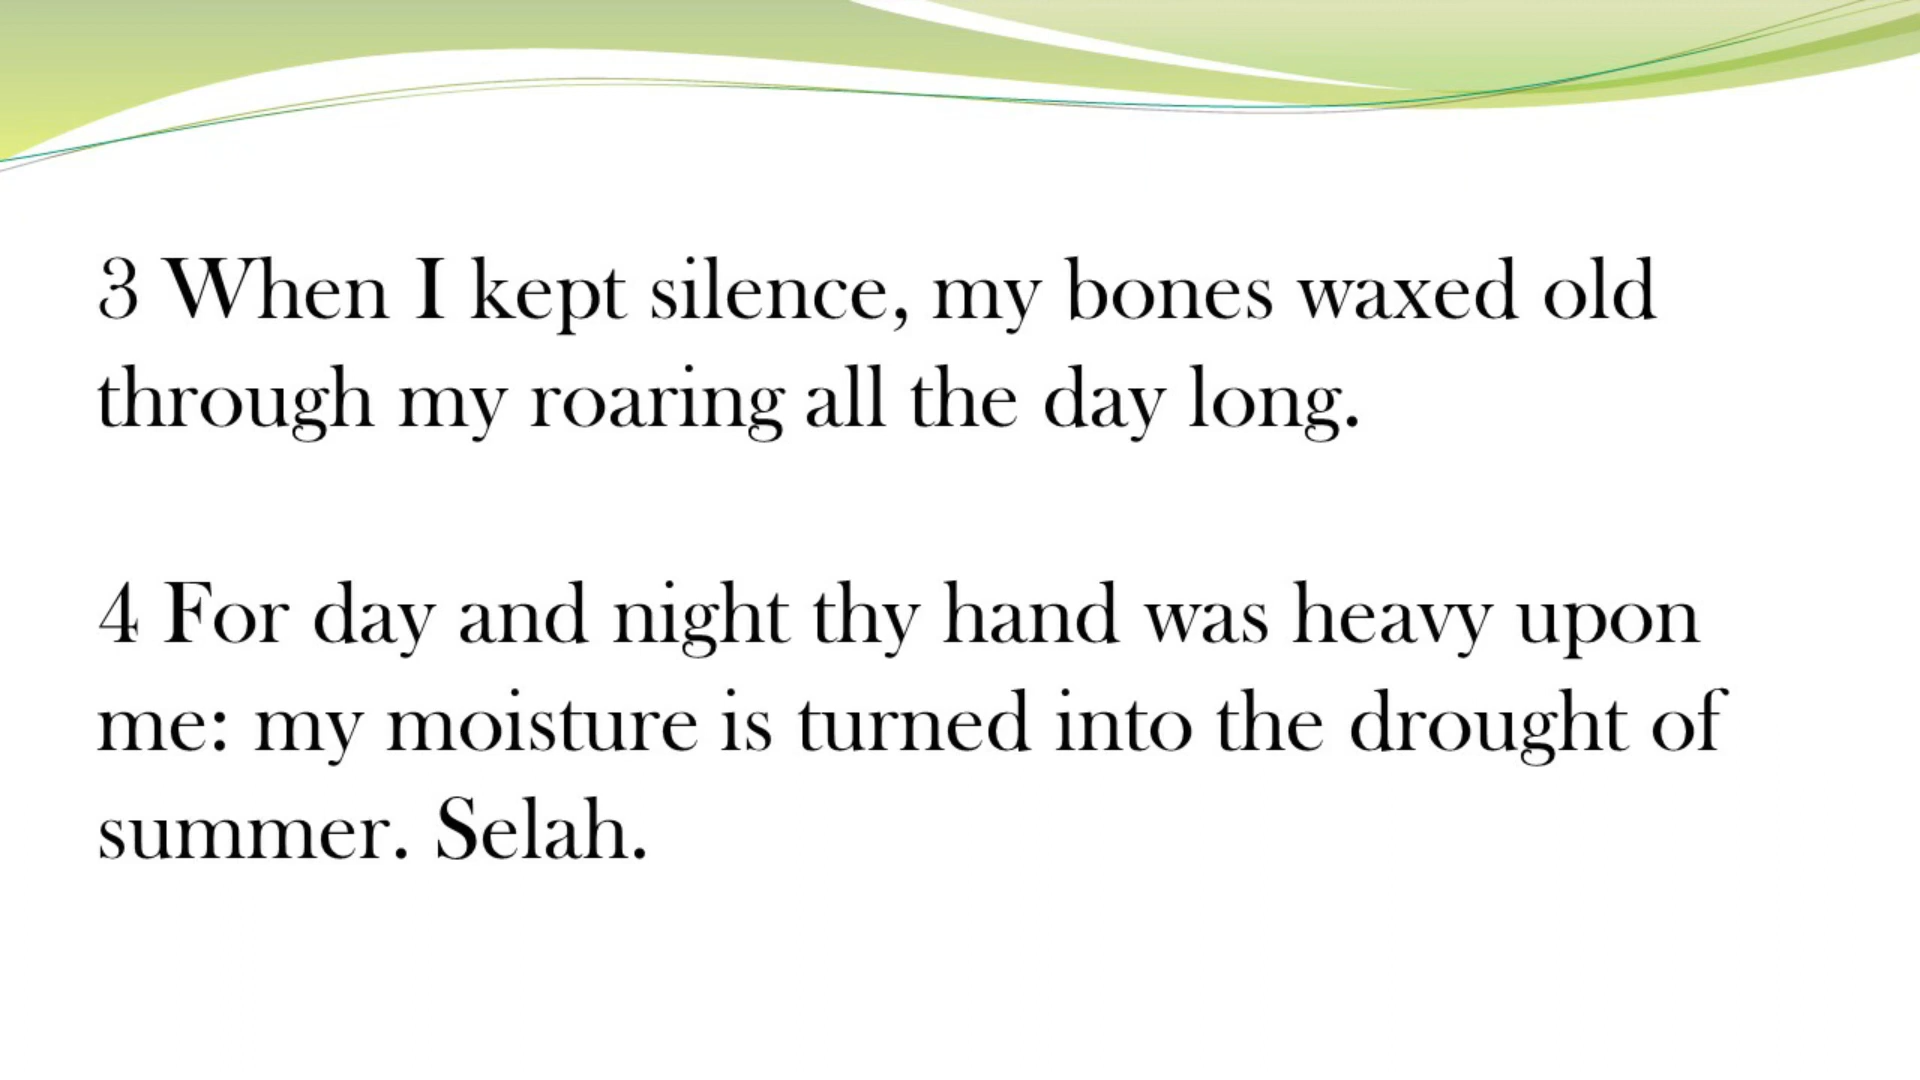 3 When I kept silence, my bones waxed old
through my roaring all the day long.
4 For day and night thy hand was heavy upon
me: my moisture is turned into the drought of
summer. Selah.